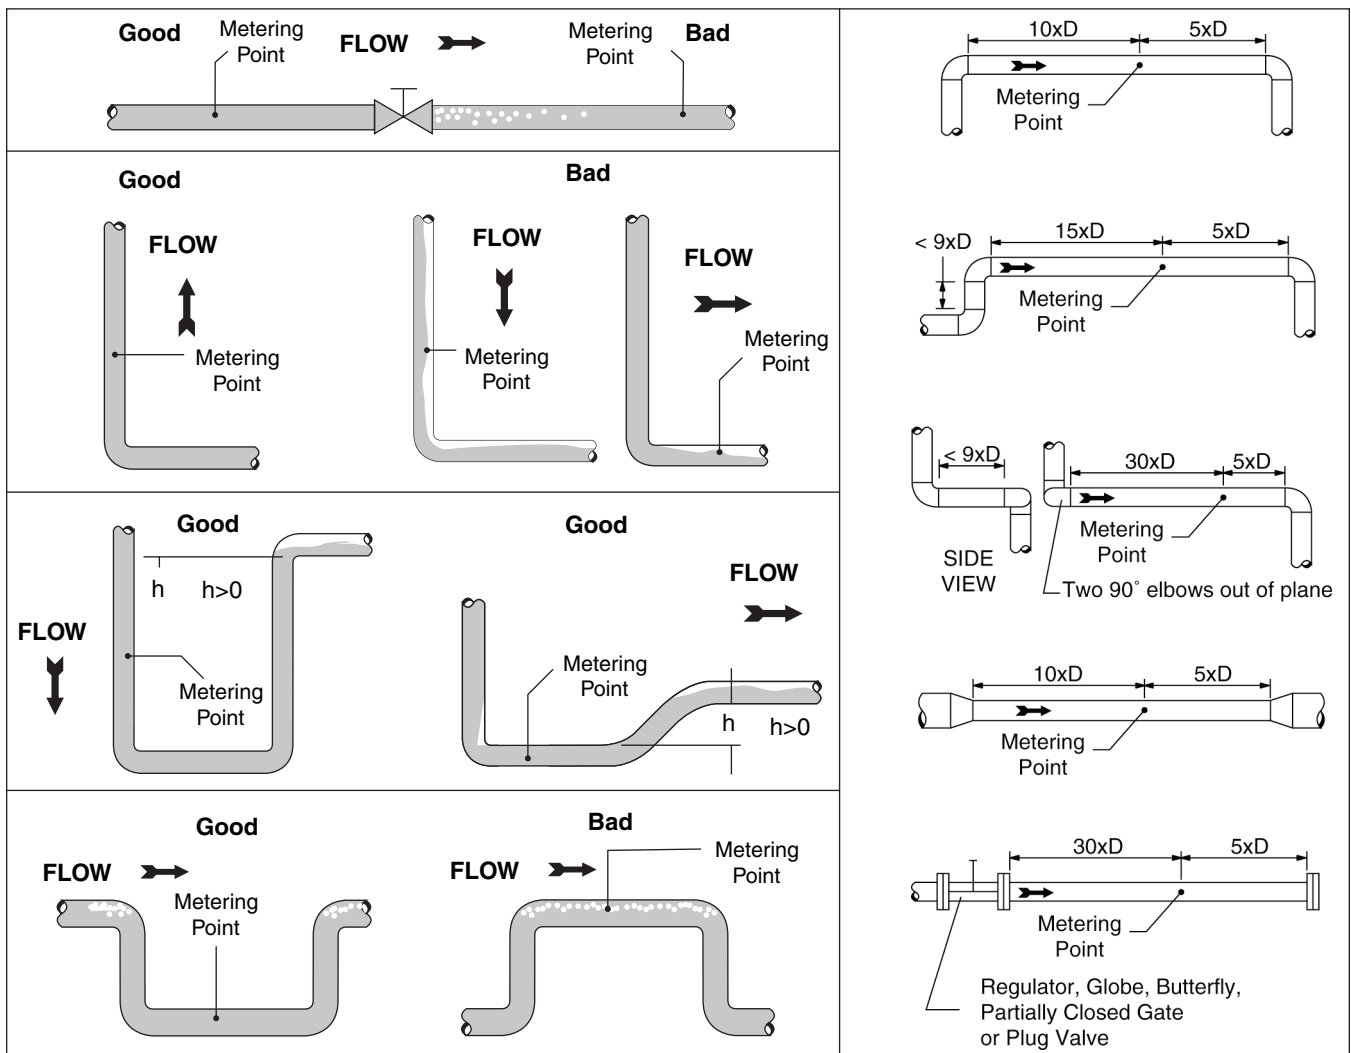 Good
Metering
Point
FLOW
Metering
Point
Bad
Good
FLOW
Metering
Point
Bad
FLOW
Metering
Point
FLOW
Metering
Point
Good
h
h>0
FLOW
Metering
Point
Good
FLOW
Metering
Point
h
h>0
Good
FLOW
Metering
Point
Bad
FLOW
Metering
Point
10xD
5xD
Metering
Point
< 9xD
15xD
5xD
Metering
Point
< 9xD
SIDE
VIEW
30xD
5xD
Metering
Point
Two 90˚ elbows out of plane
10xD
5xD
Metering
Point
30xD
5xD
Metering
Point
Regulator, Globe, Butterfly,
Partially Closed Gate
or Plug Valve